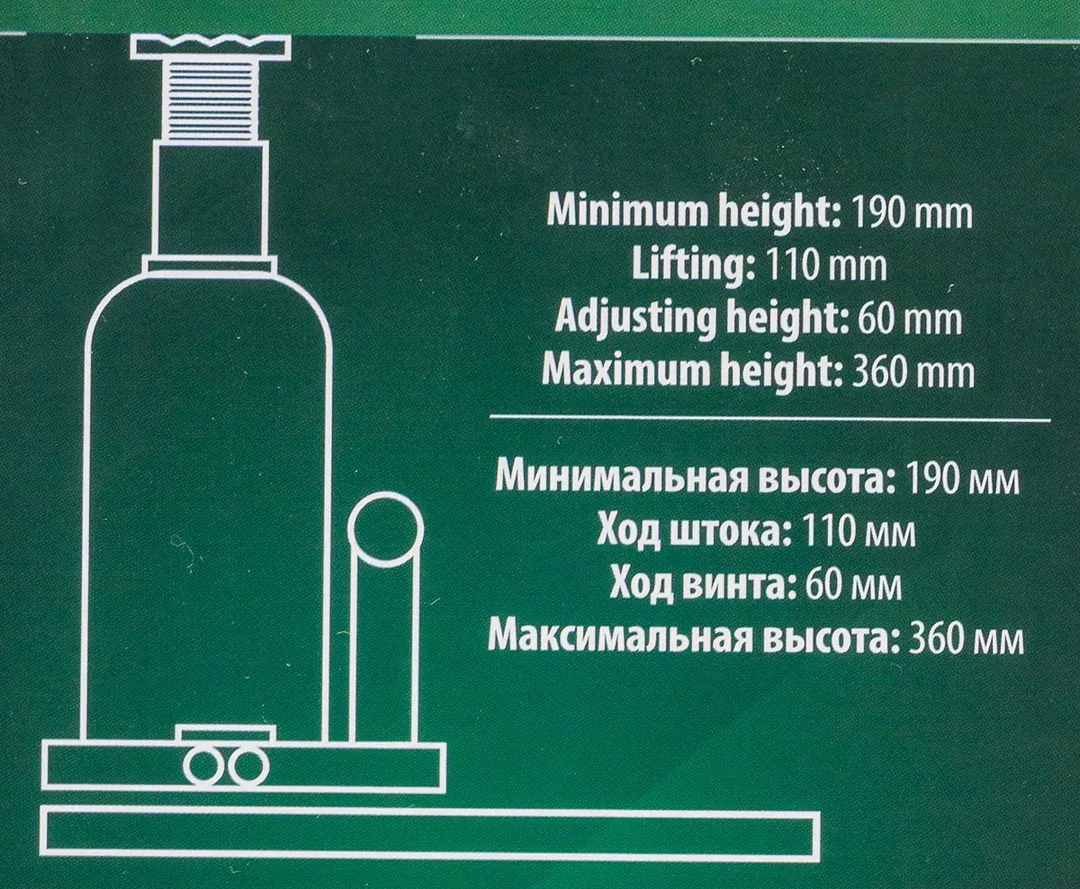 Minimum height: 190 mm
Lifting: 110 mm
Adjusting height: 60 mm
Maximum height: 360 mm
Минимальная высота: 190 мм
Ход штока: 110 мм
Ход винта: 60 мм
Максимальная высота: 360 мм